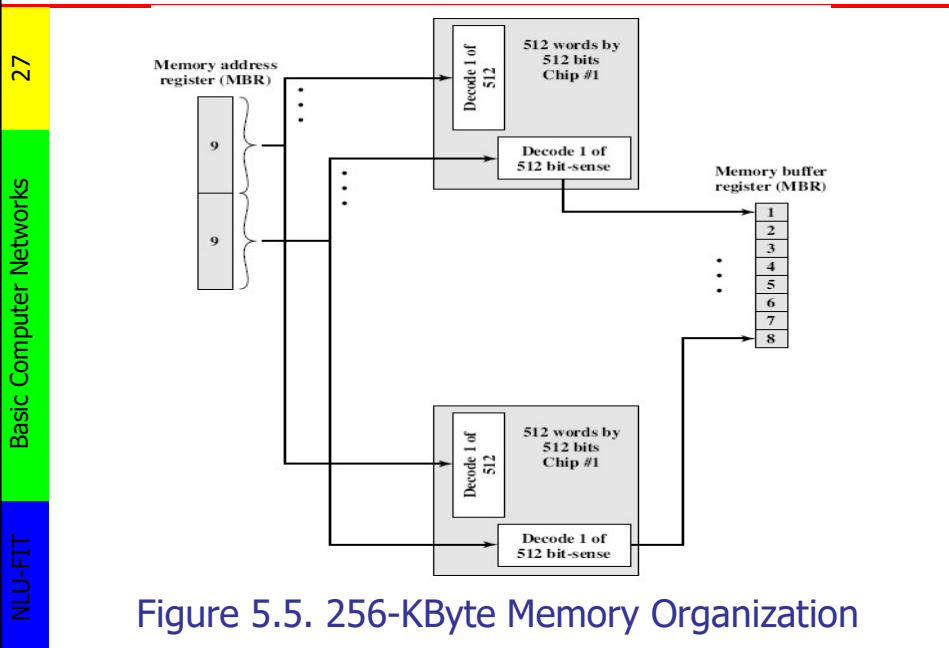 27
Basic Computer Networks
NLU-FIT
Memory address
register (MBR)
9
9
Decode 1 of
512
512 words by
512 bits
Chip #1
Decode 1 of
512 bit-sense
Memory buffer
register (MBR)
1
2
3
4
5
6
7
8
Decode 1 of
512
512 words by
512 bits
Chip #1
Decode 1 of
512 bit-sense
Figure 5.5. 256-KByte Memory Organization